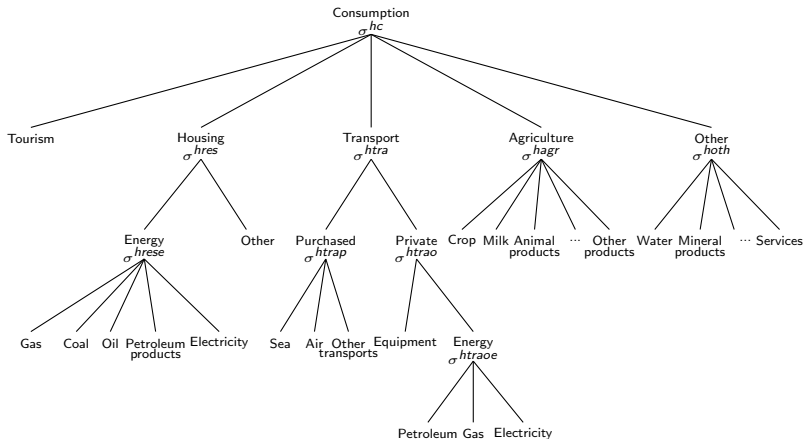 Consumption
σ^hc
Tourism Housing Transport Agriculture Other
σ^hres σ^htra σ^hagr σ^hoth
Energy Other Purchased Private Crop Milk Animal products ... Other products Water Mineral products ... Services
σ^hrese σ^htrap σ^htrao
Gas Coal Oil Petroleum products Electricity Sea Air Other transports Equipment Energy
σ^htraoe
Petroleum Gas Electricity